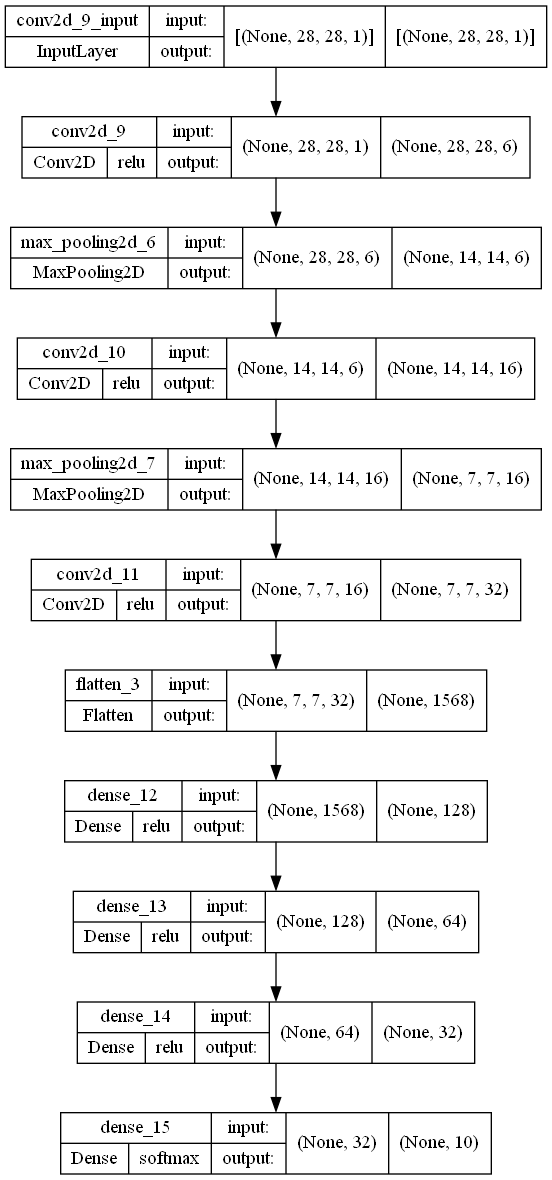 conv2d_9_input input: [(None, 28, 28, 1)] [(None, 28, 28, 1)]
InputLayer output:
conv2d_9 input: (None, 28, 28, 1) (None, 28, 28, 6)
Conv2D relu output:
max_pooling2d_6 input: (None, 28, 28, 6) (None, 14, 14, 6)
MaxPooling2D output:
conv2d_10 input: (None, 14, 14, 6) (None, 14, 14, 16)
Conv2D relu output:
max_pooling2d_7 input: (None, 14, 14, 16) (None, 7, 7, 16)
MaxPooling2D output:
conv2d_11 input: (None, 7, 7, 16) (None, 7, 7, 32)
Conv2D relu output:
flatten_3 input: (None, 7, 7, 32) (None, 1568)
Flatten output:
dense_12 input: (None, 1568) (None, 128)
Dense relu output:
dense_13 input: (None, 128) (None, 64)
Dense relu output:
dense_14 input: (None, 64) (None, 32)
Dense relu output:
dense_15 input: (None, 32) (None, 10)
Dense softmax output: